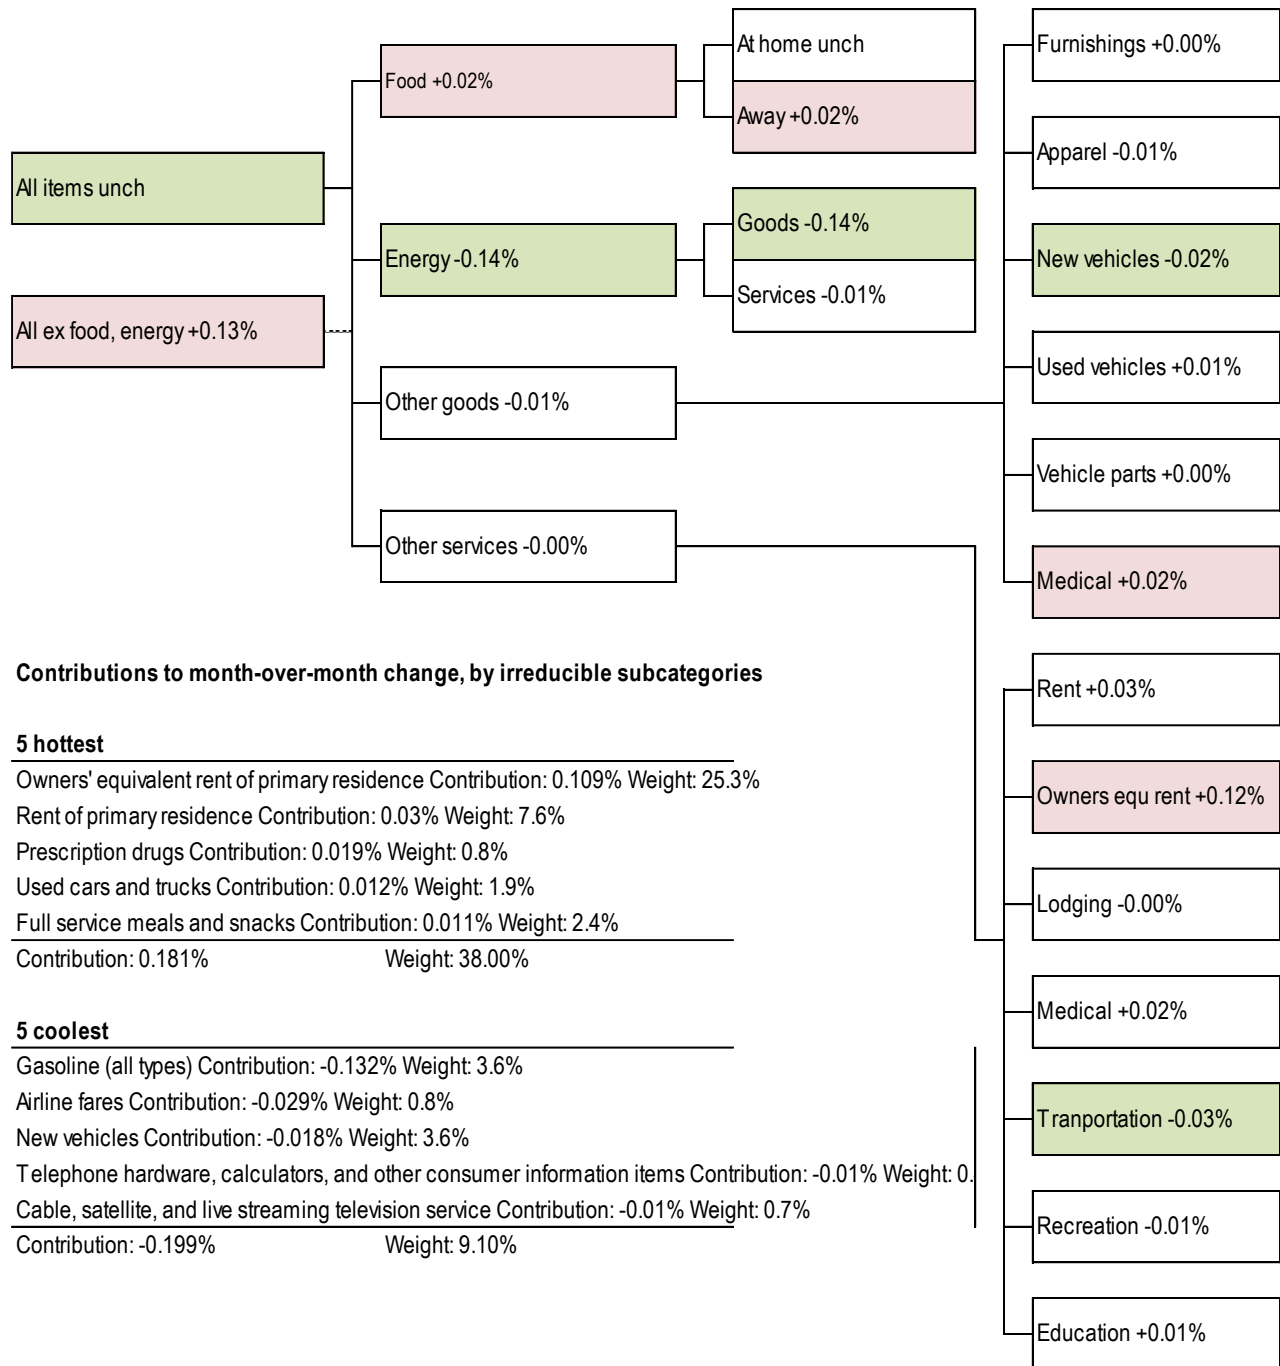 All items unch
All ex food, energy +0.13%
Food +0.02%
Energy -0.14%
Other goods -0.01%
Other services -0.00%
At home unch
Away +0.02%
Goods -0.14%
Services -0.01%
Furnishings +0.00%
Apparel -0.01%
New vehicles -0.02%
Used vehicles +0.01%
Vehicle parts +0.00%
Medical +0.02%
Rent +0.03%
Owners equ rent +0.12%
Lodging -0.00%
Medical +0.02%
Tranportation -0.03%
Recreation -0.01%
Education +0.01%
Contributions to month-over-month change, by irreducible subcategories
5 hottest
Owners' equivalent rent of primary residence Contribution: 0.109% Weight: 25.3%
Rent of primary residence Contribution: 0.03% Weight: 7.6%
Prescription drugs Contribution: 0.019% Weight: 0.8%
Used cars and trucks Contribution: 0.012% Weight: 1.9%
Full service meals and snacks Contribution: 0.011% Weight: 2.4%
Contribution: 0.181% Weight: 38.00%
5 coolest
Gasoline (all types) Contribution: -0.132% Weight: 3.6%
Airline fares Contribution: -0.029% Weight: 0.8%
New vehicles Contribution: -0.018% Weight: 3.6%
Telephone hardware, calculators, and other consumer information items Contribution: -0.01% Weight: 0.
Cable, satellite, and live streaming television service Contribution: -0.01% Weight: 0.7%
Contribution: -0.199% Weight: 9.10%